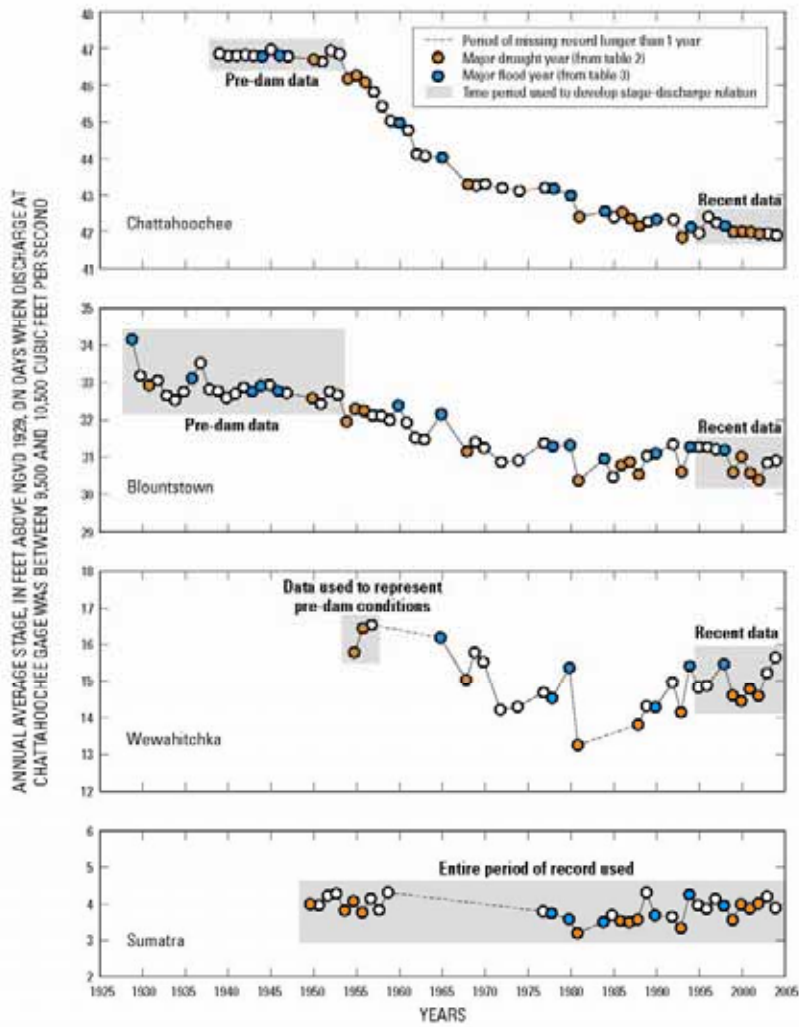 ANNUAL AVERAGE STAGE, IN FEET ABOVE NGVD 1929, ON DAYS WHEN DISCHARGE AT
CHATTAHOOCHEE GAGE WAS BETWEEN 9,500 AND 10,500 CUBIC FEET PER SECOND
48
47
46
45
44
43
42
41
Pre-dam data
Period of missing record longer than 1 year
Major drought year (from table 2)
Major flood year (from table 3)
Time period used to develop stage-discharge relation
Recent data
Chattahoochee
35
34
33
32
31
30
29
Pre-dam data
Recent data
Blountstown
18
17
16
15
14
13
12
Data used to represent
pre-dam conditions
Recent data
Wewahitchka
6
5
4
3
2
Entire period of record used
Sumatra
1925 1930 1935 1940 1945 1950 1955 1960 1965 1970 1975 1980 1985 1990 1995 2000 2005
YEARS